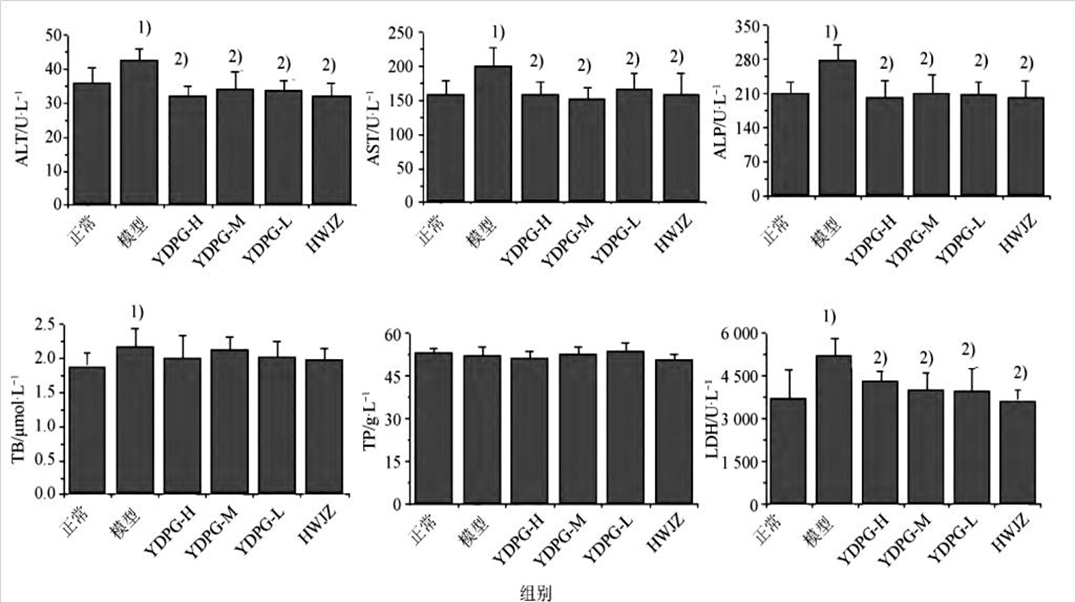 1)
50
2)
2)
2)
2)
40
30
20
10
0
ALT/U·L⁻¹
正常
模型
YDPG-H
YDPG-M
YDPG-L
HWJZ
1)
250
2)
2)
2)
2)
200
150
100
50
0
AST/U·L⁻¹
正常
模型
YDPG-H
YDPG-M
YDPG-L
HWJZ
1)
350
2)
2)
2)
2)
280
210
140
70
0
ALP/U·L⁻¹
正常
模型
YDPG-H
YDPG-M
YDPG-L
HWJZ
1)
2.5
2.0
1.5
1.0
0.5
0.0
TB/μmol·L⁻¹
正常
模型
YDPG-H
YDPG-M
YDPG-L
HWJZ
60
45
30
15
0
TP/g·L⁻¹
正常
模型
YDPG-H
YDPG-M
YDPG-L
HWJZ
1)
6 000
2)
2)
2)
2)
4 500
3 000
1 500
0
LDH/U·L⁻¹
正常
模型
YDPG-H
YDPG-M
YDPG-L
HWJZ
组别